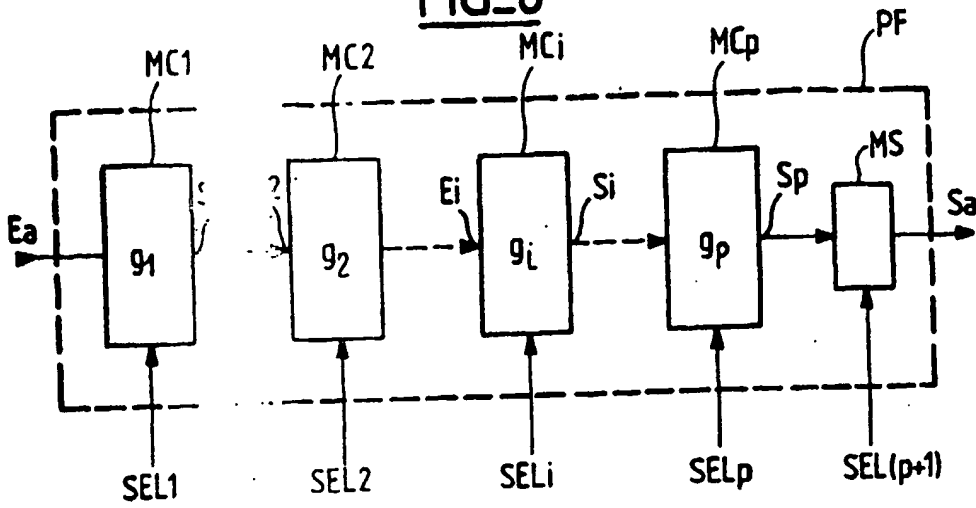 MC1
MC2
MCi
MCp
PF
MS
Ei
Si
Sp
Ea
Sa
g1
g2
gi
gp
SEL1
SEL2
SELi
SELp
SEL(p+1)